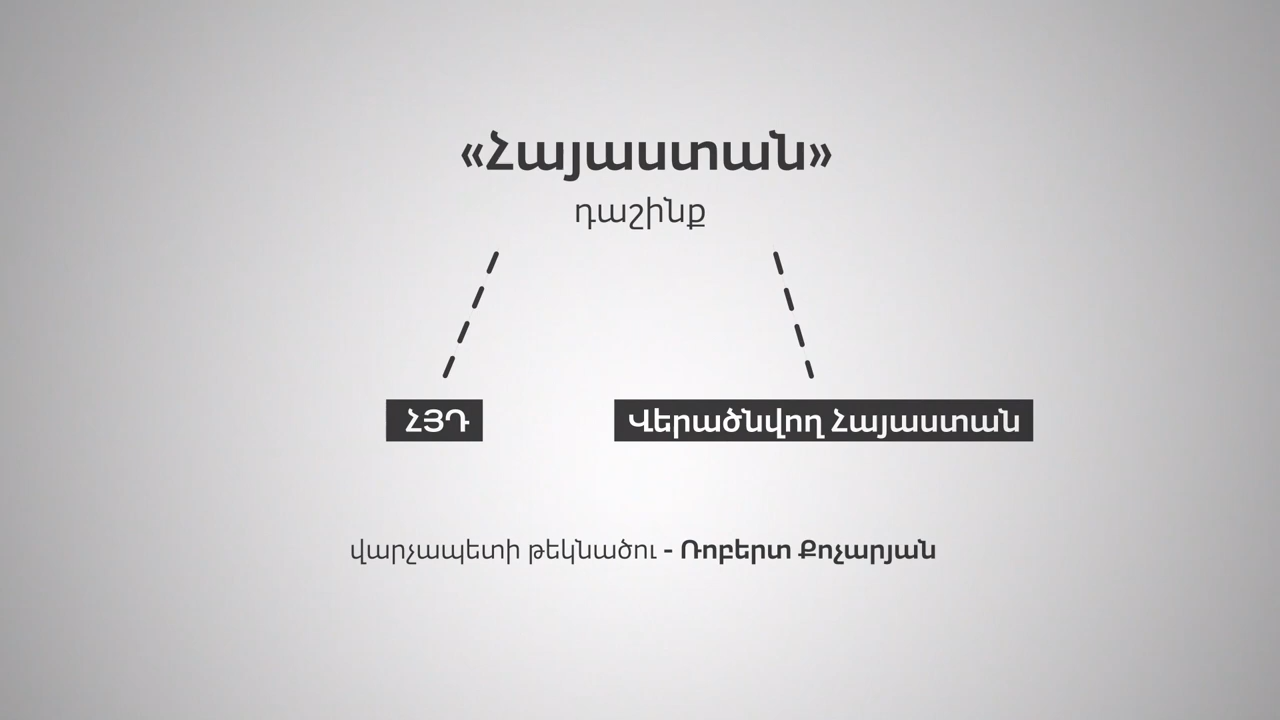 «Հայաստան»
դաշինք
ՀՅԴ
Վերածնվող Հայաստան
վարչապետի թեկնածու - Ռոբերտ Քոչարյան